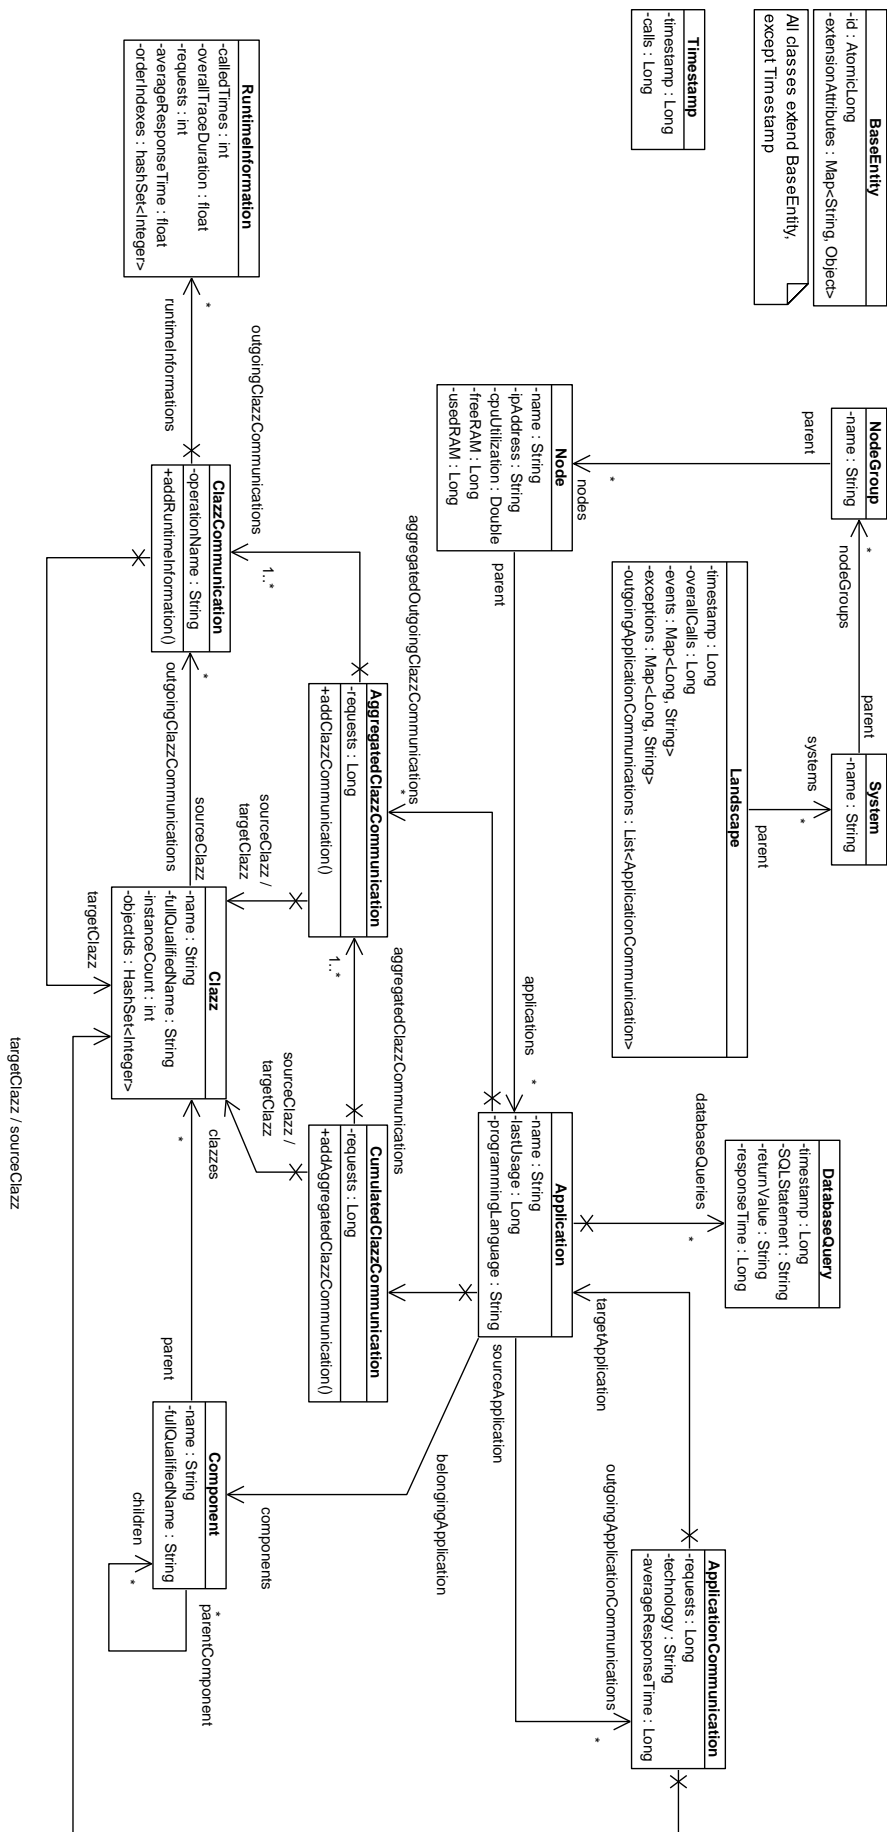 BaseEntity
-id : AtomicLong
-extensionAttributes : Map<String, Object>
All classes extend BaseEntity,
except Timestamp
Timestamp
-timestamp : Long
-calls : Long
NodeGroup
-name : String
parent
*
nodeGroups
parent
System
-name : String
systems
*
parent
Landscape
-timestamp : Long
-overallCalls : Long
-events : Map<Long, String>
-exceptions : Map<Long, String>
-outgoingApplicationCommunications : List<ApplicationCommunication>
nodes
*
Node
-name : String
-ipAddress : String
-cpuUtilization : Double
-freeRAM : Long
-usedRAM : Long
parent
applications
*
DatabaseQuery
-timestamp : Long
-SQLStatement : String
-returnValue : String
-responseTime : Long
databaseQueries
*
Application
-name : String
-lastUsage : Long
-programmingLanguage : String
targetApplication
sourceApplication
outgoingApplicationCommunications
*
ApplicationCommunication
-requests : Long
-technology : String
-averageResponseTime : Long
belongingApplication
components
aggregatedOutgoingClazzCommunications
*
AggregatedClazzCommunication
-requests : Long
+addClazzCommunication()
aggregatedClazzCommunications
1..*
CumulatedClazzCommunication
-requests : Long
+addAggregatedClazzCommunication()
sourceClazz /
targetClazz
sourceClazz /
targetClazz
RuntimeInformation
-calledTimes : int
-overallTraceDuration : float
-requests : int
-averageResponseTime : float
-orderIndexes : hashSet<Integer>
*
runtimeInformations
outgoingClazzCommunications
1..*
ClazzCommunication
-operationName : String
+addRuntimeInformation()
*
outgoingClazzCommunications
sourceClazz
targetClazz
Clazz
-name : String
-fullQualifiedName : String
-instanceCount : int
-objectIds : HashSet<Integer>
clazzes
*
parent
Component
-name : String
-fullQualifiedName : String
children
*
*
parentComponent
targetClazz / sourceClazz